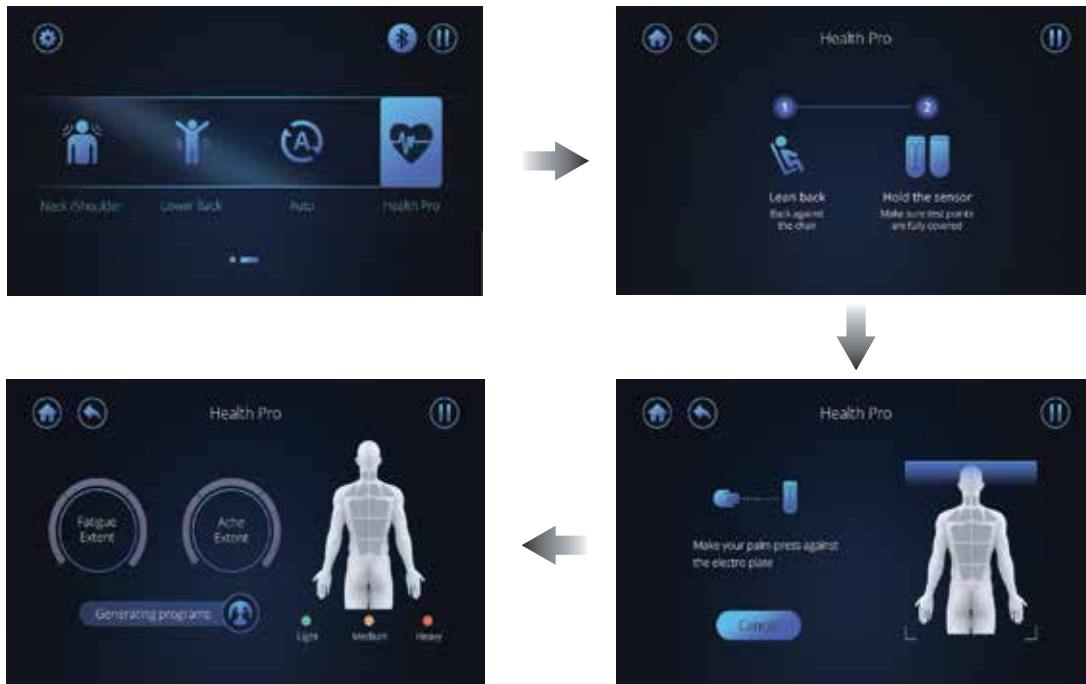 Neck /Shoulder
Lower Back
A
Auto
Health Pro
Health Pro
1
2
Lean back
Back against
the chair
Hold the sensor
Make sure test points
are fully covered
Health Pro
Make your palm press against
the electro plate
Cancel
Health Pro
Fatigue
Extent
Ache
Extent
Generating programs
Light
Medium
Heavy